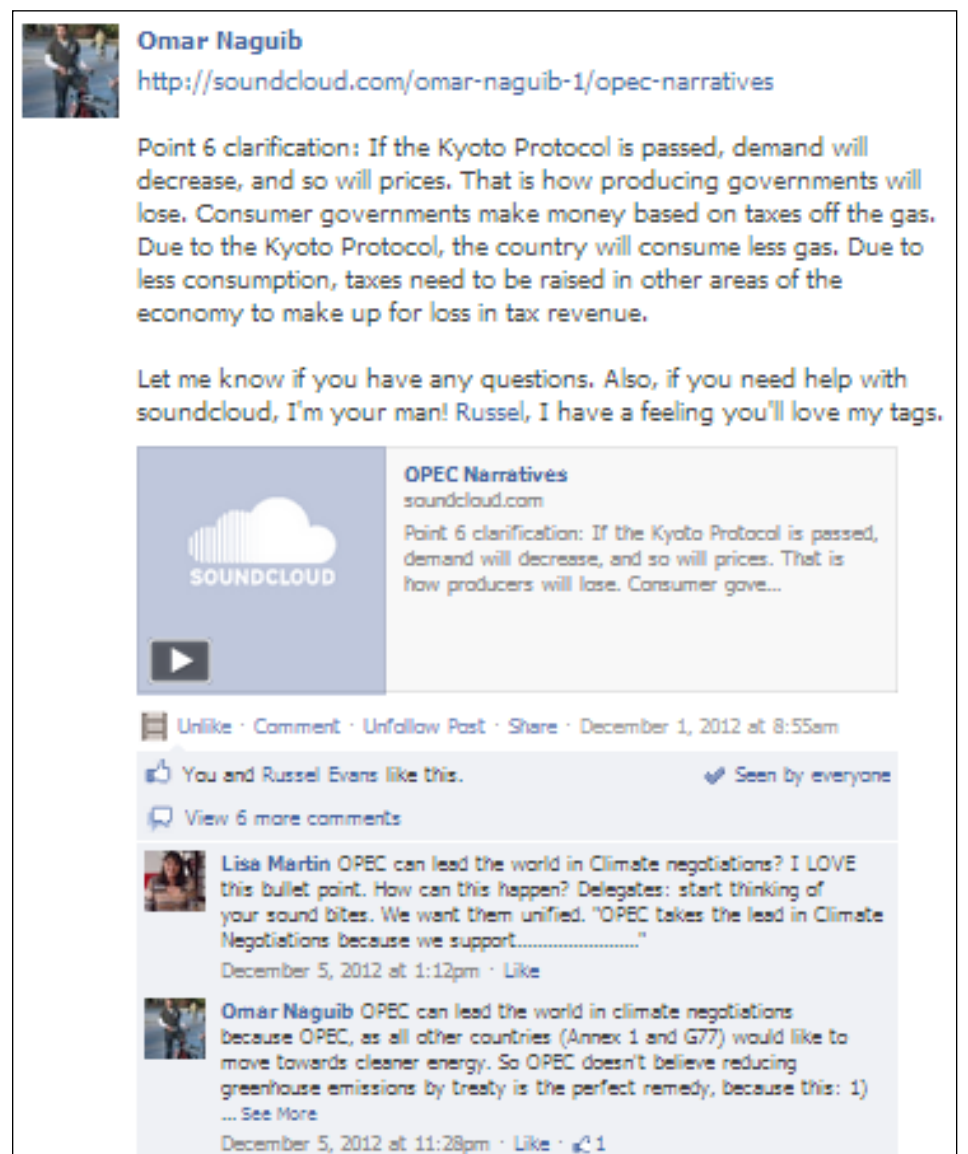 Omar Naguib
http://soundcloud.com/omar-naguib-1/opec-narratives
Point 6 clarification: If the Kyoto Protocol is passed, demand will
decrease, and so will prices. That is how producing governments will
lose. Consumer governments make money based on taxes off the gas.
Due to the Kyoto Protocol, the country will consume less gas. Due to
less consumption, taxes need to be raised in other areas of the
economy to make up for loss in tax revenue.
Let me know if you have any questions. Also, if you need help with
soundcloud, I'm your man! Russel, I have a feeling you'll love my tags.
SOUNDCLOUD
OPEC Narratives
soundcloud.com
Point 6 clarification: If the Kyoto Protocol is passed,
demand will decrease, and so will prices. That is
how producers will lose. Consumer gove...
Unlike · Comment · Unfollow Post · Share · December 1, 2012 at 8:55am
You and Russel Evans like this. Seen by everyone
View 6 more comments
Lisa Martin OPEC can lead the world in Climate negotiations? I LOVE
this bullet point. How can this happen? Delegates: start thinking of
your sound bites. We want them unified. "OPEC takes the lead in Climate
Negotiations because we support.........................."
December 5, 2012 at 1:12pm · Like
Omar Naguib OPEC can lead the world in climate negotiations
because OPEC, as all other countries (Annex 1 and G77) would like to
move towards cleaner energy. So OPEC doesn't believe reducing
greenhouse emissions by treaty is the perfect remedy, because this: 1)
... See More
December 5, 2012 at 11:28pm · Like · 1